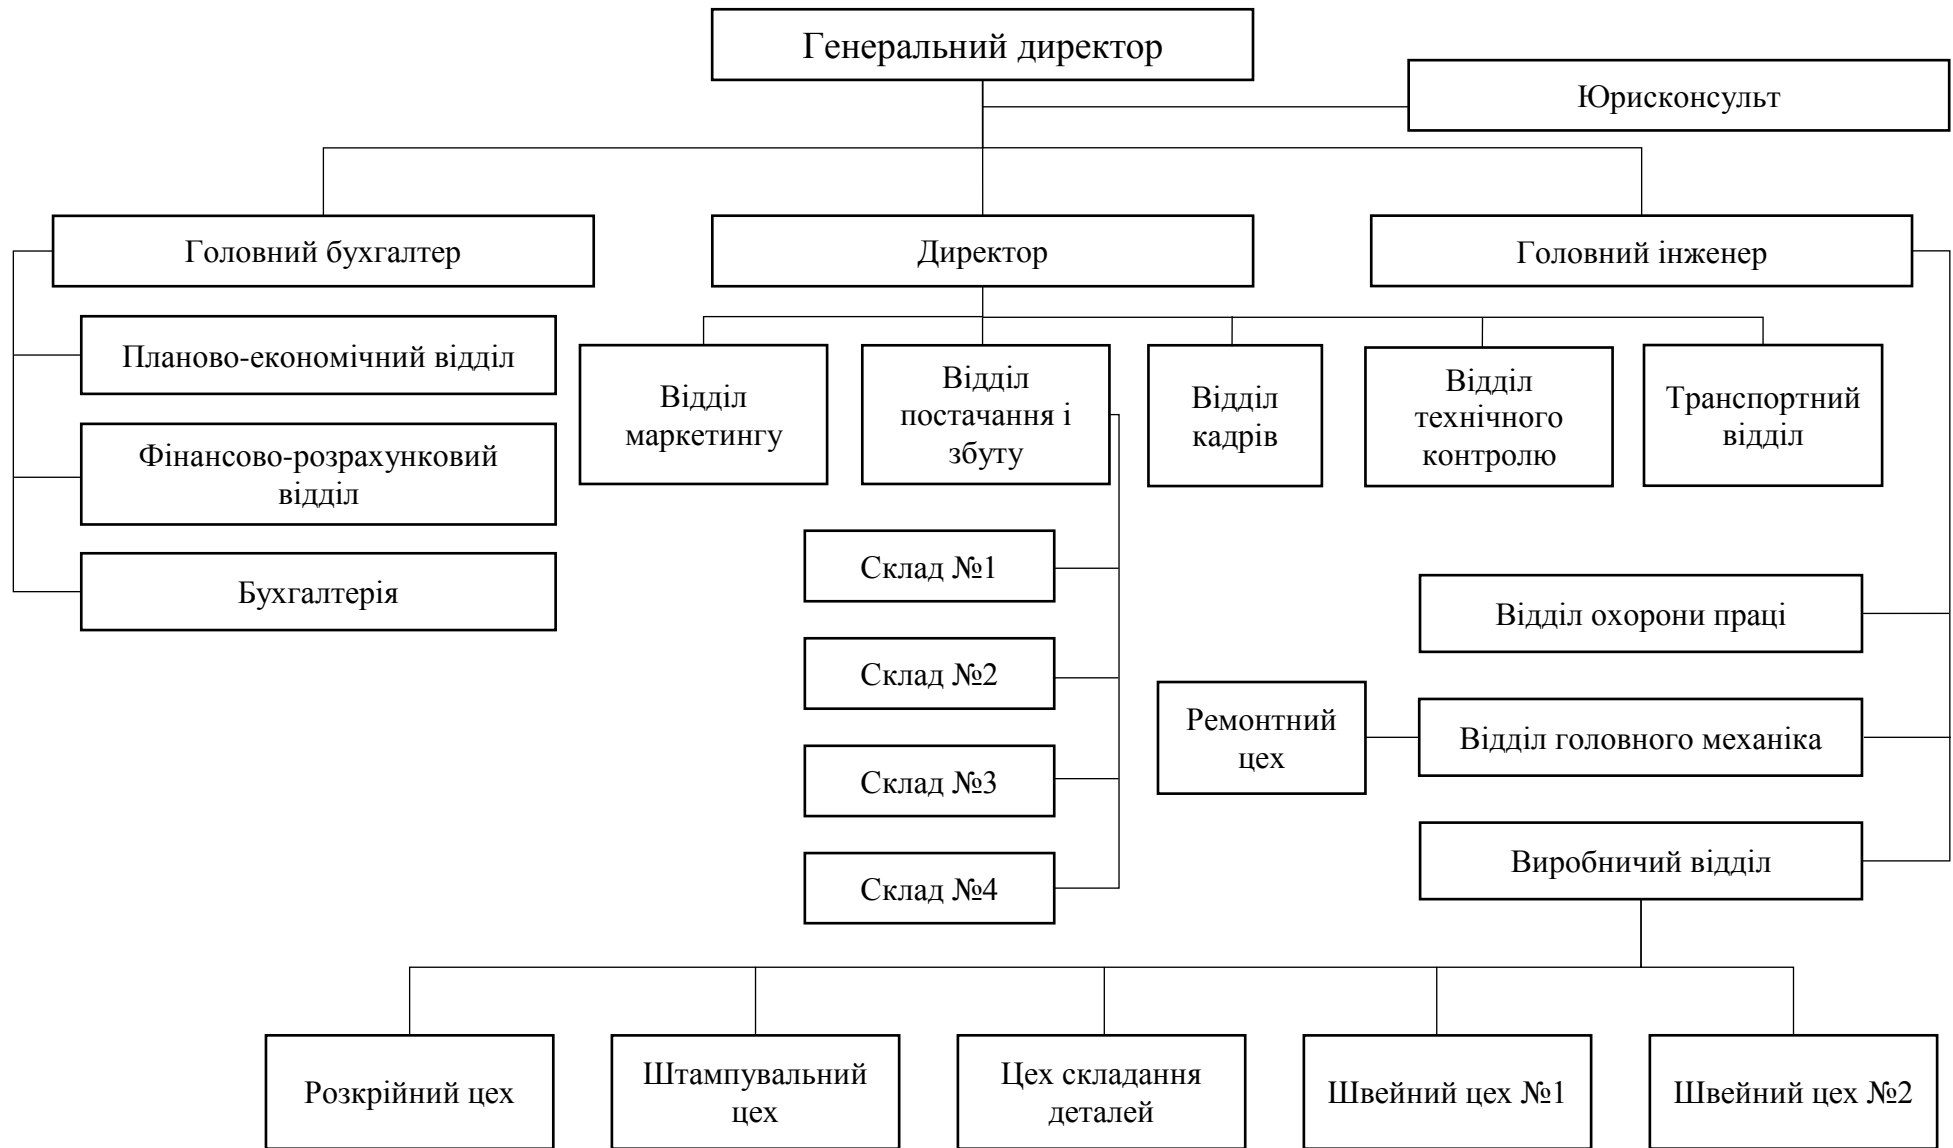 Генеральний директор
Юрисконсульт
Головний бухгалтер
Директор
Головний інженер
Планово-економічний відділ
Фінансово-розрахунковий
відділ
Бухгалтерія
Відділ
маркетингу
Відділ
постачання і
збуту
Відділ
кадрів
Відділ
технічного
контролю
Транспортний
відділ
Склад №1
Склад №2
Склад №3
Склад №4
Відділ охорони праці
Ремонтний
цех
Відділ головного механіка
Виробничий відділ
Розкрійний цех
Штампувальний
цех
Цех складання
деталей
Швейний цех №1
Швейний цех №2